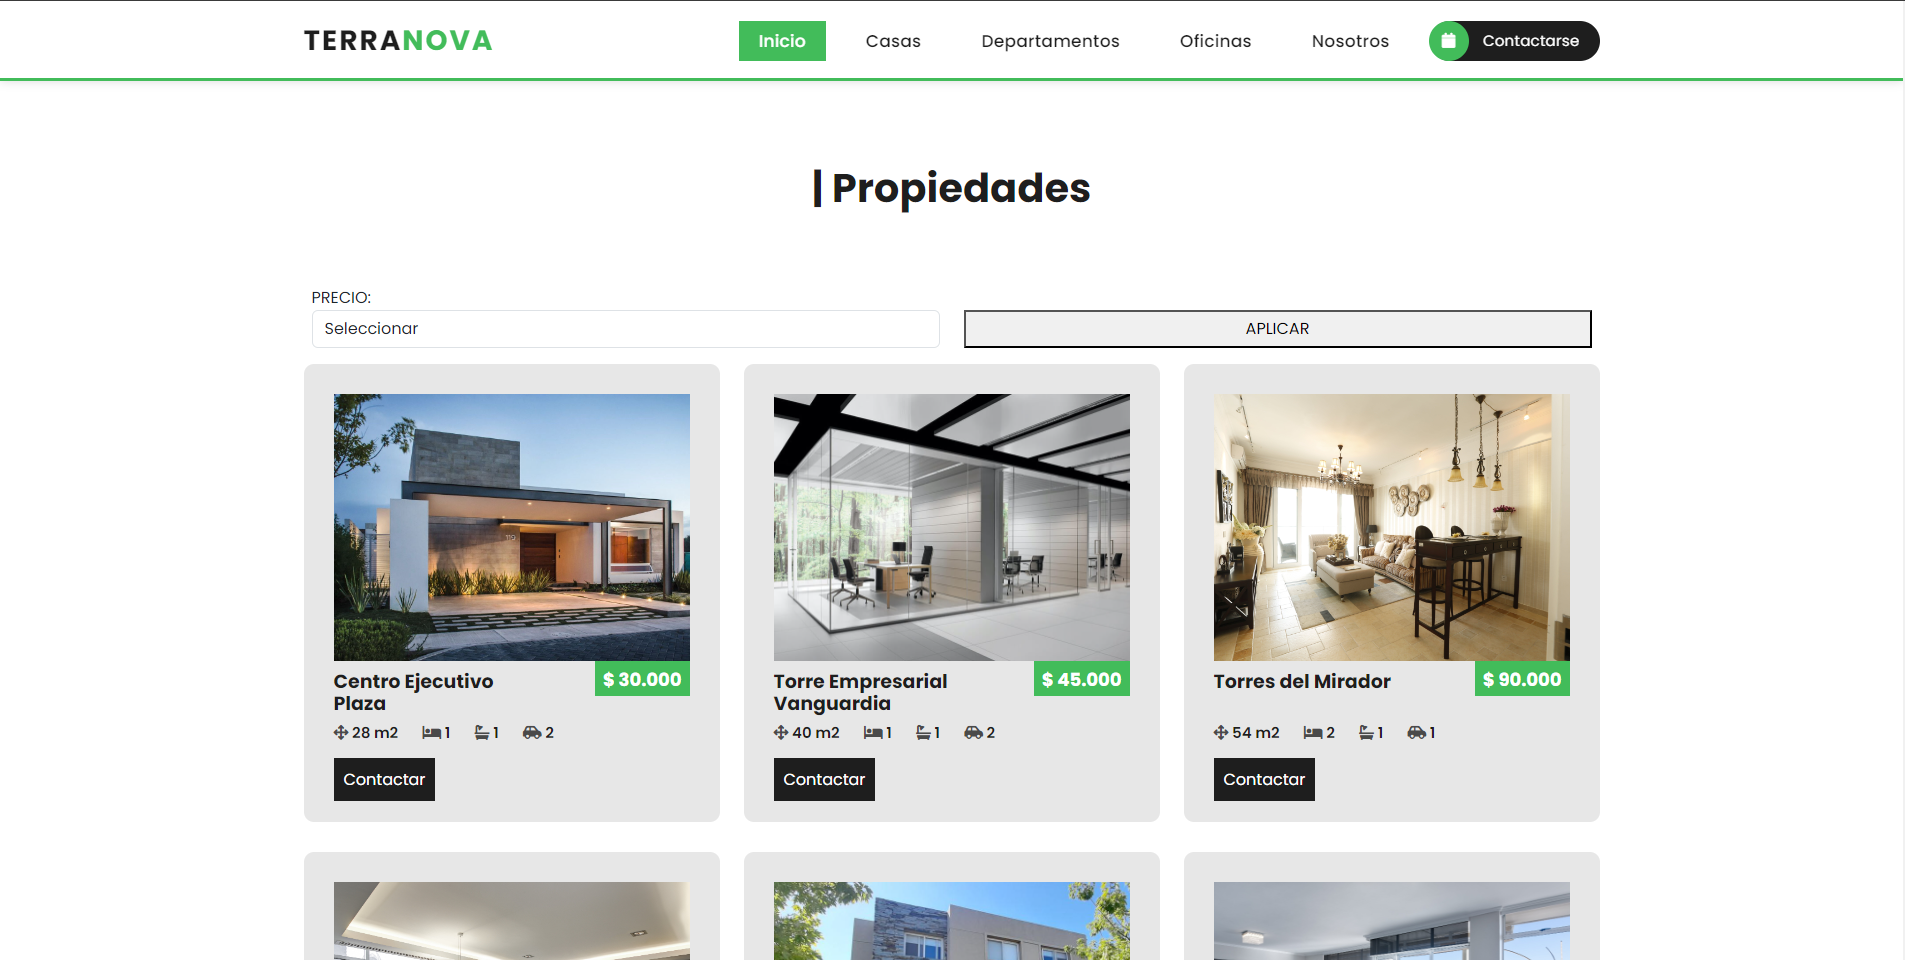 TERRANOVA
Inicio
Casas
Departamentos
Oficinas
Nosotros
Contactarse
| Propiedades
PRECIO:
Seleccionar
APLICAR
119
Centro Ejecutivo
Plaza
$ 30.000
28 m2 1 1 2
Contactar
Torre Empresarial
Vanguardia
$ 45.000
40 m2 1 1 2
Contactar
Torres del Mirador
$ 90.000
54 m2 2 1 1
Contactar